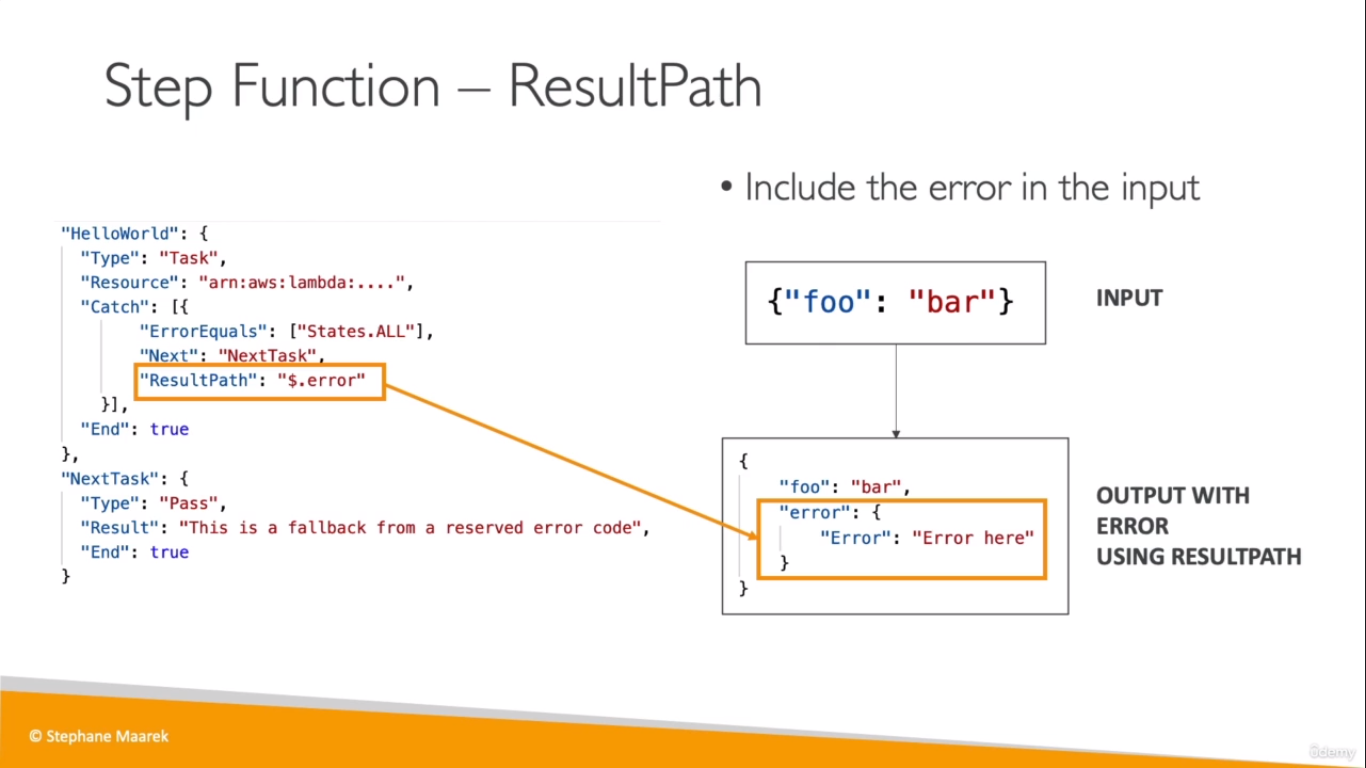 Step Function – ResultPath
• Include the error in the input
"HelloWorld": {
"Type": "Task",
"Resource": "arn:aws:lambda:....",
"Catch": [{
"ErrorEquals": ["States.ALL"],
"Next": "NextTask",
"ResultPath": "$.error"
}],
"End": true
},
"NextTask": {
"Type": "Pass",
"Result": "This is a fallback from a reserved error code",
"End": true
}
{"foo": "bar"}
INPUT
{
"foo": "bar",
"error": {
"Error": "Error here"
}
}
OUTPUT WITH
ERROR
USING RESULTPATH
© Stephane Maarek
ûdemy